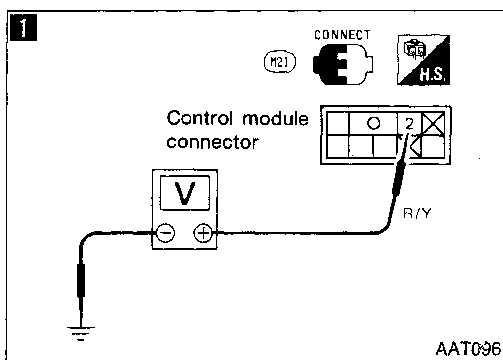 1
CONNECT
M21
H.S.
Control module
connector
2
V
R/Y
AAT096